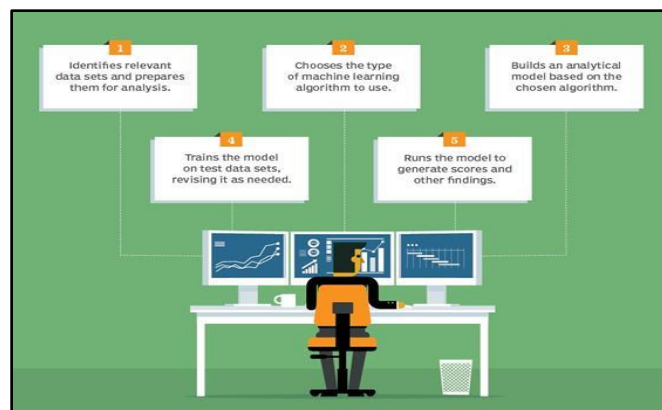 1
Identifies relevant
data sets and prepares
them for analysis.
2
Chooses the type
of machine learning
algorithm to use.
3
Builds an analytical
model based on the
chosen algorithm.
4
Trains the model
on test data sets,
revising it as needed.
5
Runs the model to
generate scores and
other findings.